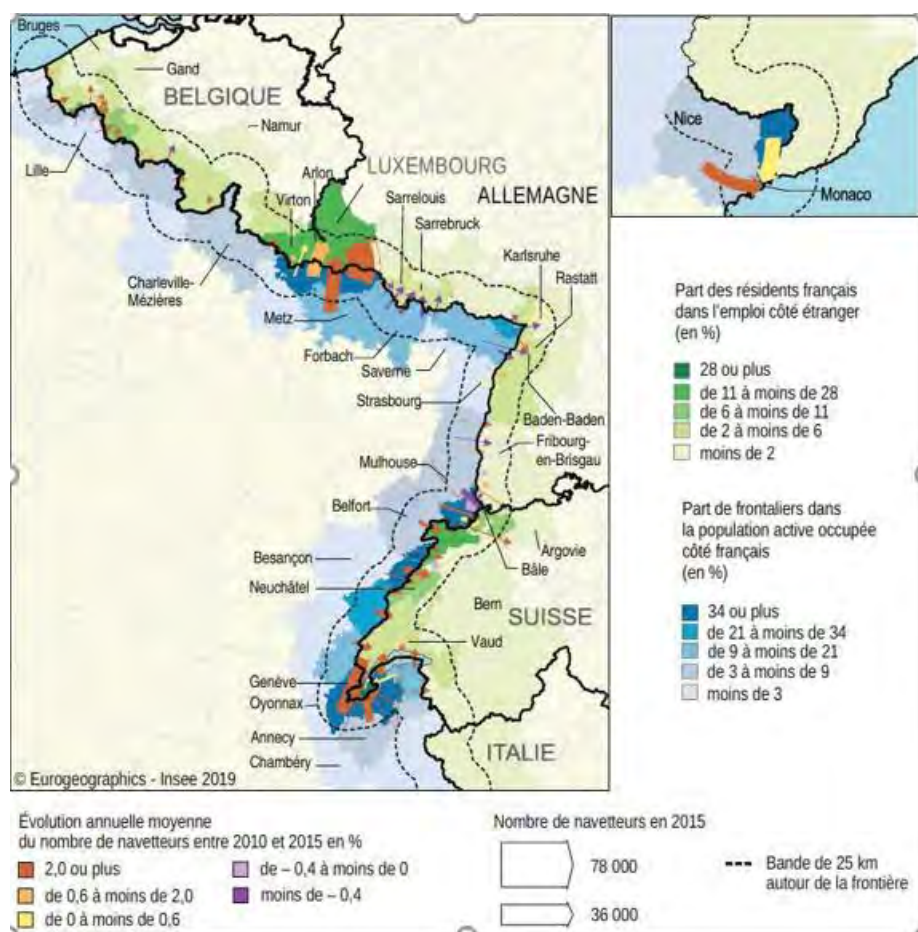 Bruges
Gand
BELGIQUE
Namur
Lille
LUXEMBOURG
Arlon
ALLEMAGNE
Virton
Sarrelouis
Sarrebruck
Karlsruhe
Rastatt
Charleville-
Mézières
Metz
Forbach
Saverne
Strasbourg
Baden-Baden
Fribourg-
en-Brisgau
Mulhouse
Belfort
Argovie
Besançon
Bâle
Neuchâtel
Bern
SUISSE
Vaud
Genève
Oyonnax
Annecy
Chambéry
ITALIE
© Eurogeographics - Insee 2019
Nice
Monaco
Part des résidents français
dans l'emploi côté étranger
(en %)
28 ou plus
de 11 à moins de 28
de 6 à moins de 11
de 2 à moins de 6
moins de 2
Part de frontaliers dans
la population active occupée
côté français
(en %)
34 ou plus
de 21 à moins de 34
de 9 à moins de 21
de 3 à moins de 9
moins de 3
Évolution annuelle moyenne
du nombre de navetteurs entre 2010 et 2015 en %
2,0 ou plus
de 0,6 à moins de 2,0
de 0 à moins de 0,6
de – 0,4 à moins de 0
moins de – 0,4
Nombre de navetteurs en 2015
78 000
36 000
Bande de 25 km
autour de la frontière